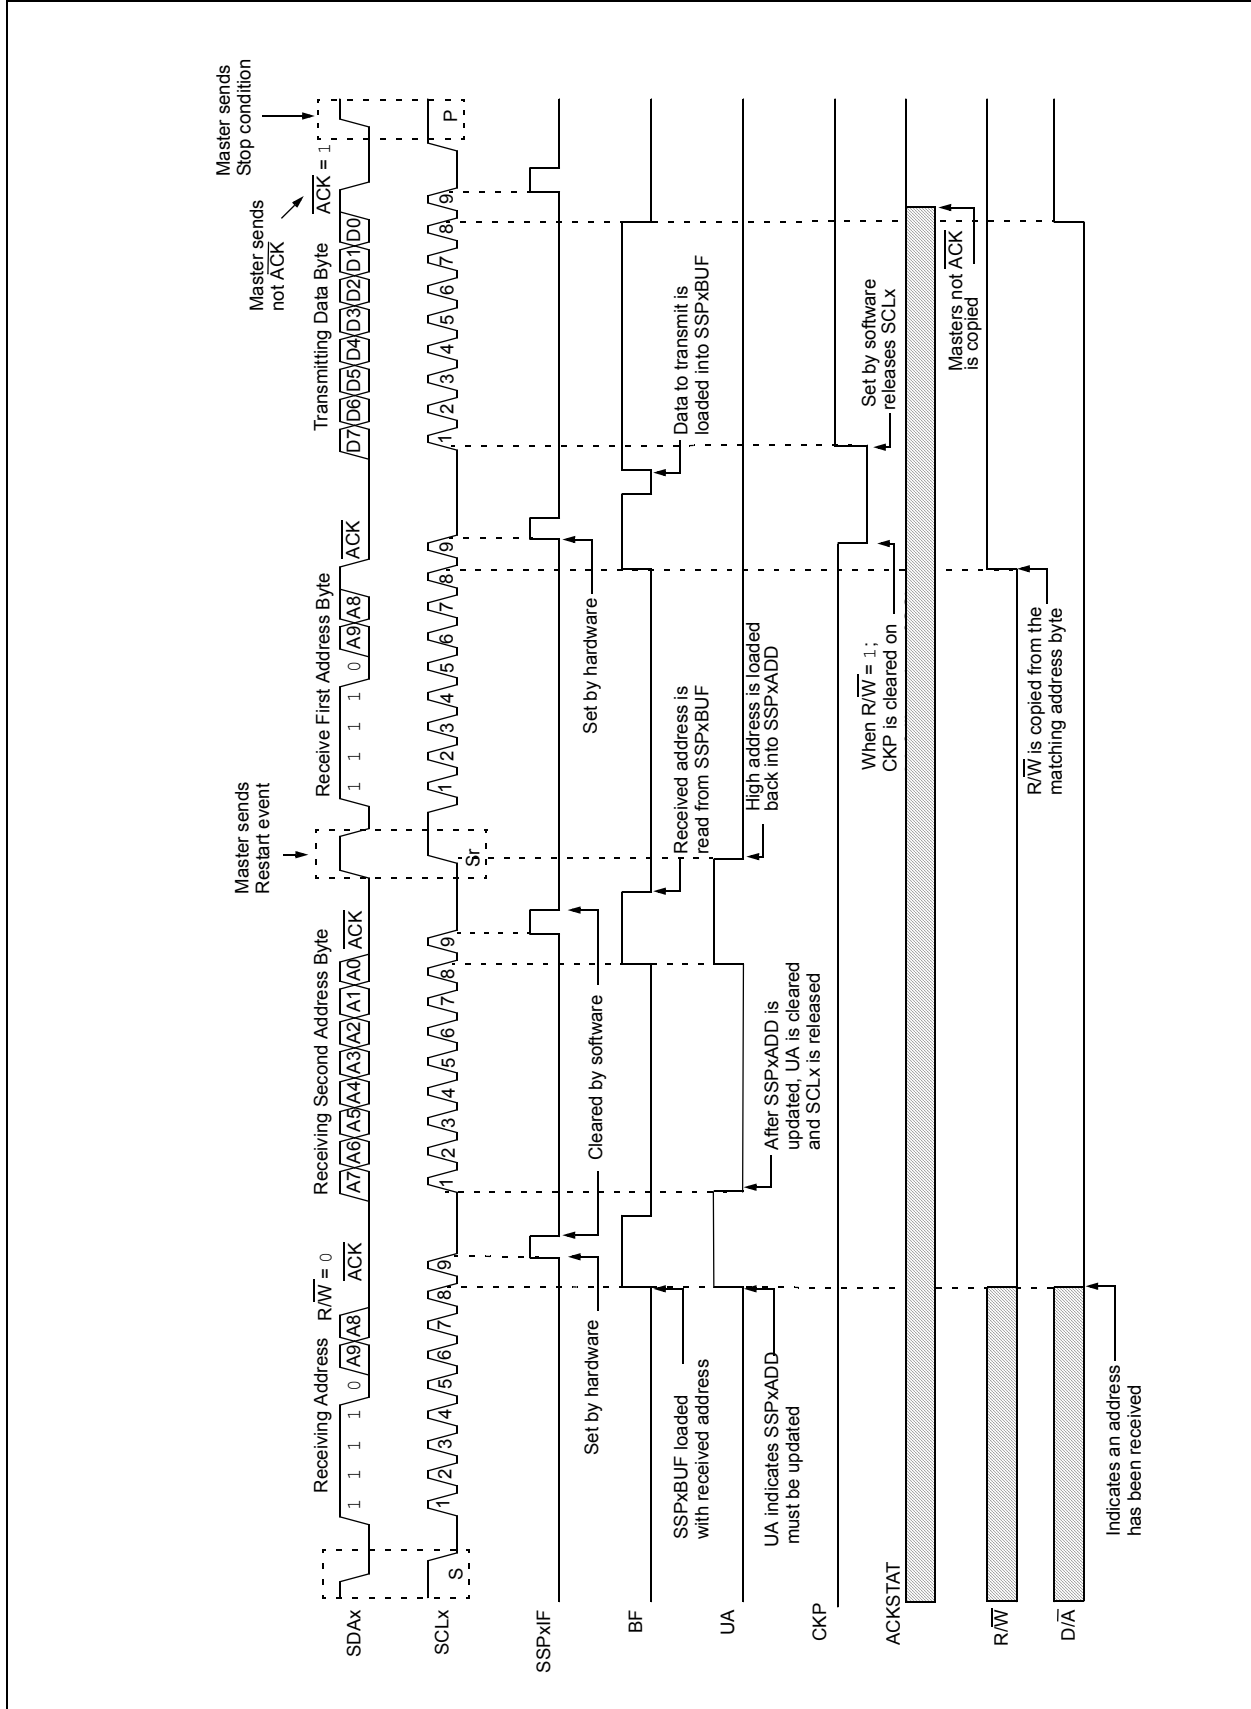 Master sends
Stop condition
Master sends
not ACK
ACK = 1
Master sends
Restart event
Receiving Address R/W = 0
Receiving Second Address Byte
Receive First Address Byte
Transmitting Data Byte
SDAx
1 1 1 1 0 A9 A8 ACK
A7 A6 A5 A4 A3 A2 A1 A0 ACK
1 1 1 1 0 A9 A8 ACK
D7 D6 D5 D4 D3 D2 D1 D0
SCLx
S 1 2 3 4 5 6 7 8 9
1 2 3 4 5 6 7 8 9
Sr
1 2 3 4 5 6 7 8 9
1 2 3 4 5 6 7 8 9
P
SSPxIF
Set by hardware
Cleared by software
Set by hardware
BF
SSPxBUF loaded
with received address
Received address is
read from SSPxBUF
Data to transmit is
loaded into SSPxBUF
UA
UA indicates SSPxADD
must be updated
After SSPxADD is
updated, UA is cleared
and SCLx is released
High address is loaded
back into SSPxADD
CKP
When R/W = 1;
CKP is cleared on
Set by software
releases SCLx
ACKSTAT
Masters not ACK
is copied
R/W
R/W is copied from the
matching address byte
D/A
Indicates an address
has been received